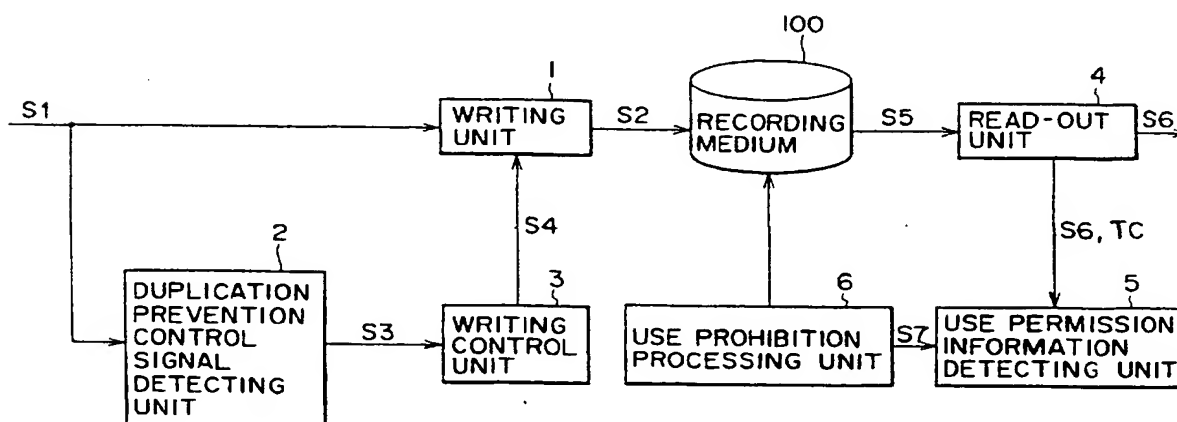 100
1
4
S1
WRITING
UNIT
S2
RECORDING
MEDIUM
S5
READ-OUT
UNIT
S6
S4
S6, TC
2
DUPLICATION
PREVENTION
CONTROL
SIGNAL
DETECTING
UNIT
S3
3
WRITING
CONTROL
UNIT
6
USE PROHIBITION
PROCESSING UNIT
S7
5
USE PERMISSION
INFORMATION
DETECTING UNIT